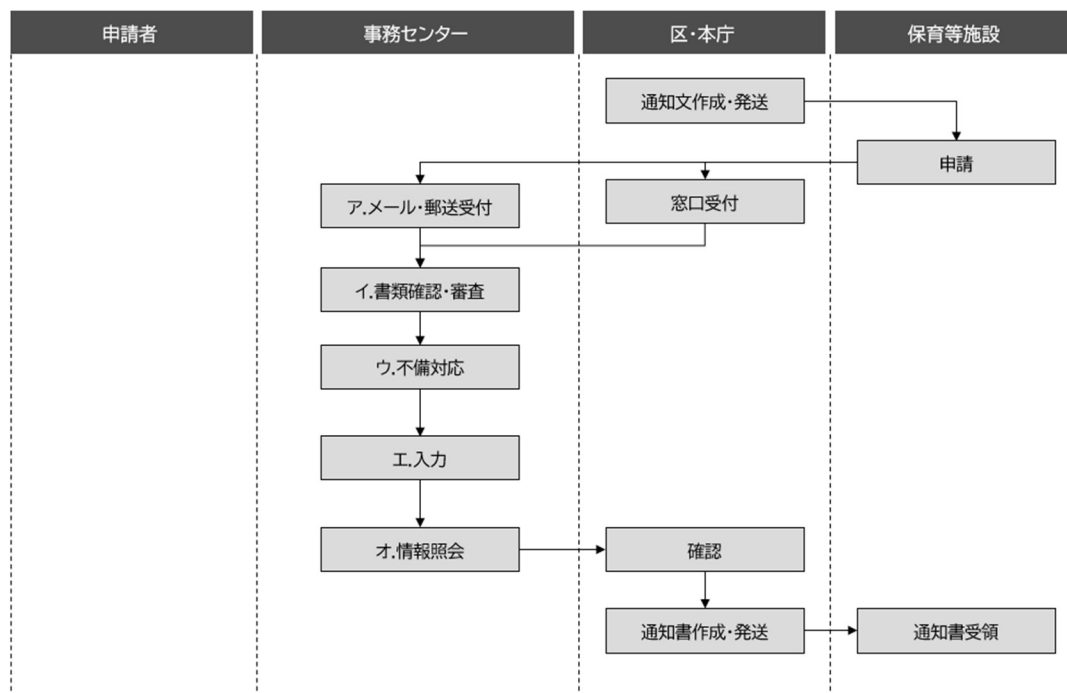 申請者
事務センター
区・本庁
保育等施設
通知文作成・発送
申請
ア.メール・郵送受付
窓口受付
イ.書類確認・審査
ウ.不備対応
エ.入力
オ.情報照会
確認
通知書作成・発送
通知書受領